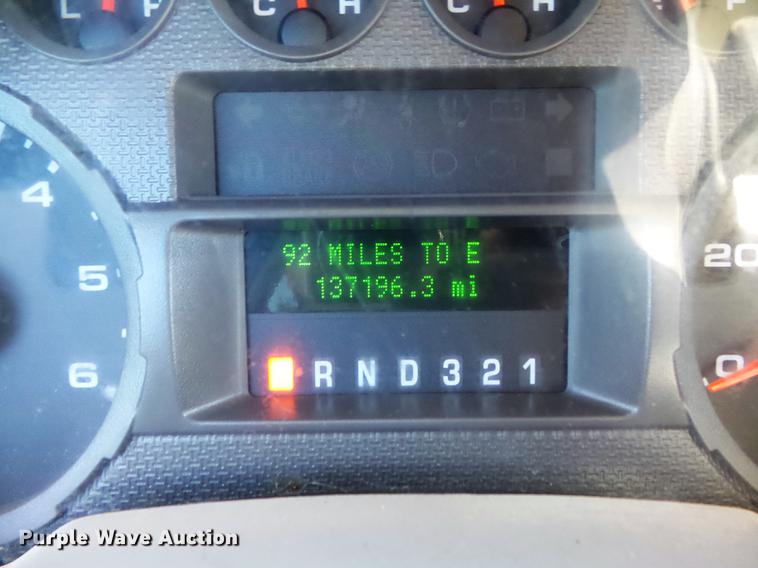 L P
C H
C H
F
4
5
6
92 MILES TO E
137196.3 mi
R N D 3 2 1
20
0
Purple Wave Auction